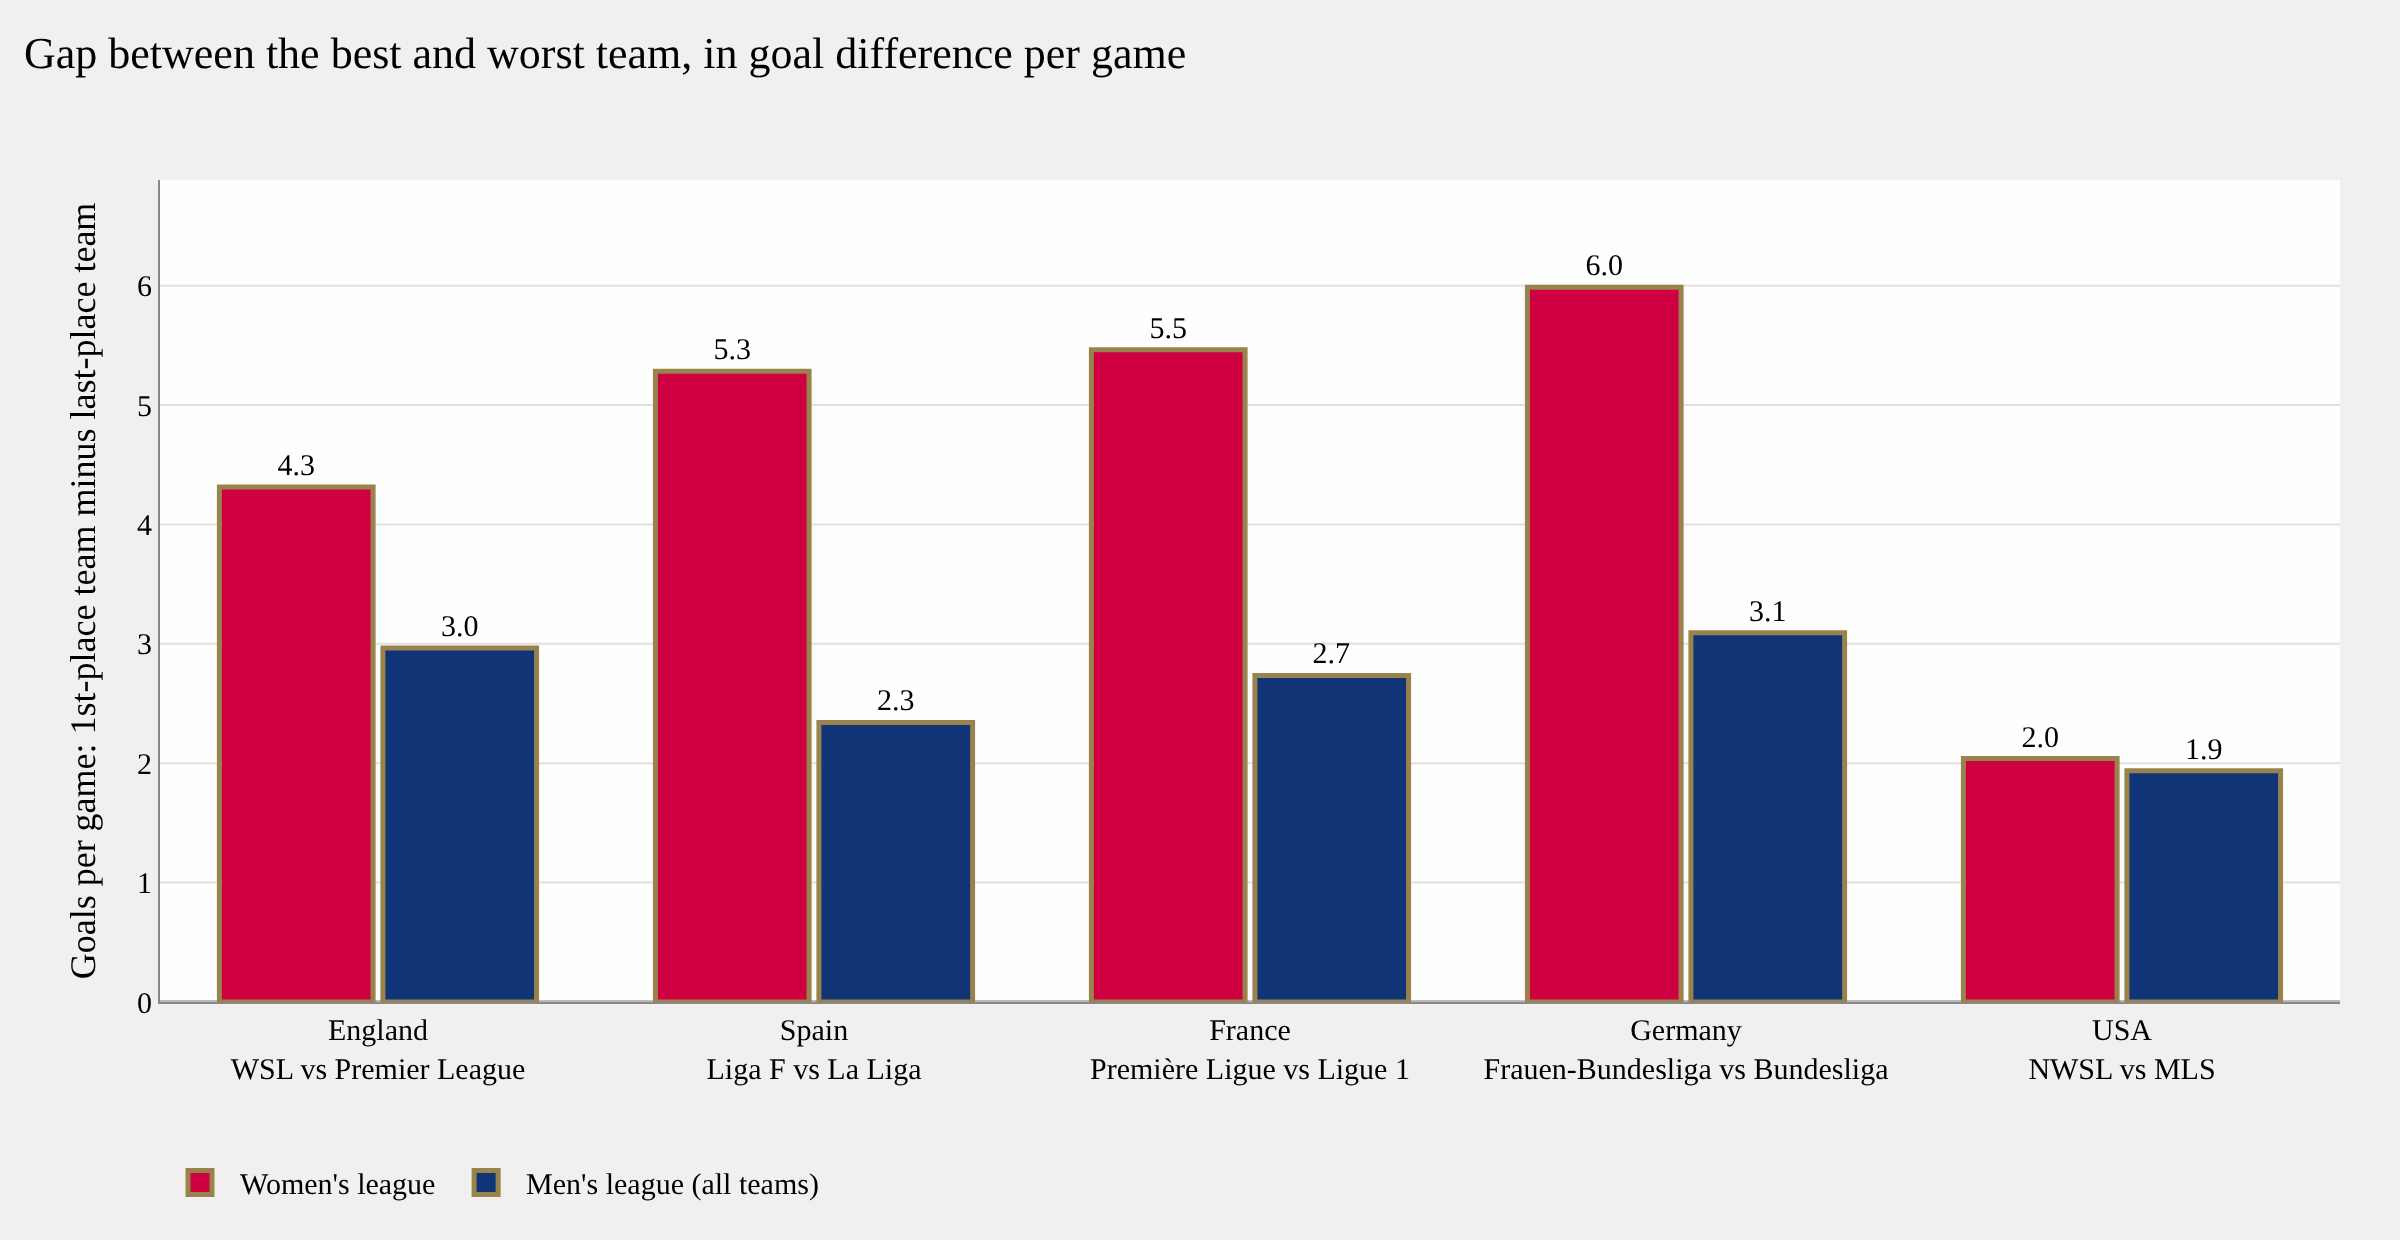 Gap between the best and worst team, in goal difference per game
Goals per game: 1st-place team minus last-place team
6
5
4
3
2
1
0
4.3
3.0
5.3
2.3
5.5
2.7
6.0
3.1
2.0
1.9
England
WSL vs Premier League
Spain
Liga F vs La Liga
France
Première Ligue vs Ligue 1
Germany
Frauen-Bundesliga vs Bundesliga
USA
NWSL vs MLS
Women's league
Men's league (all teams)